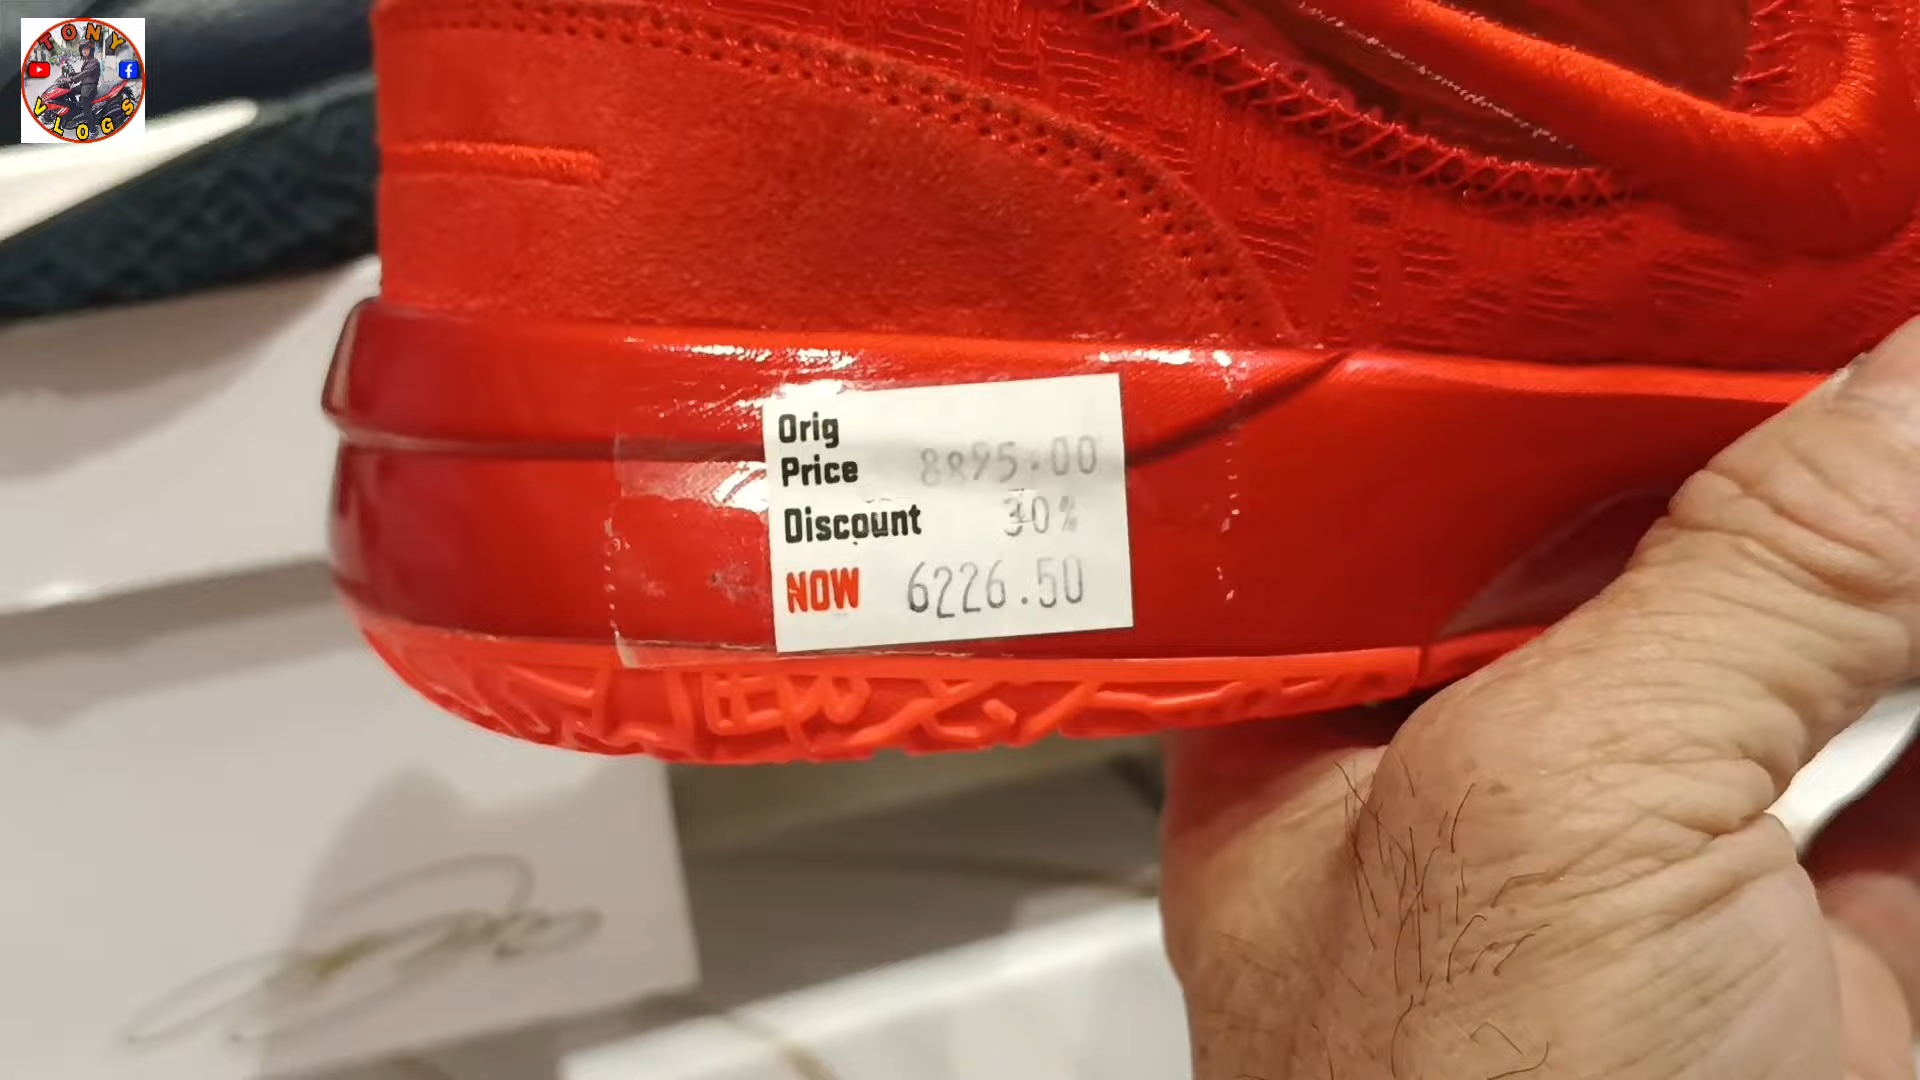 TONY
VLOGS
Orig
Price 8895.00
Discount 30%
NOW 6226.50